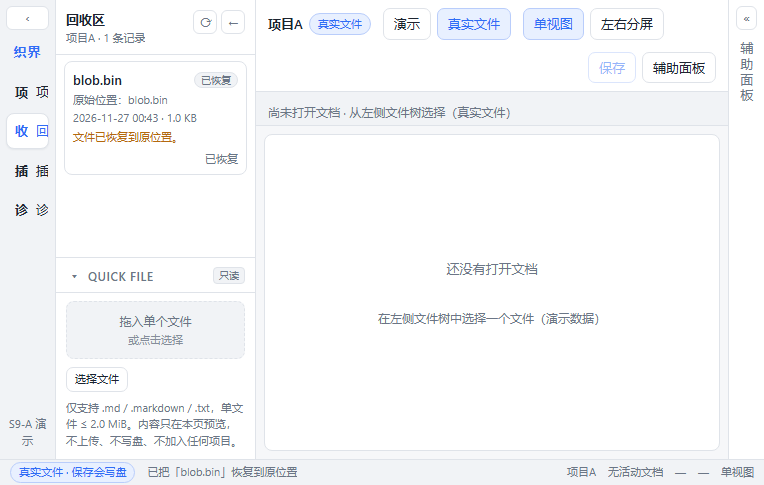 ‹
织界
项 项
收 回
插 插
诊 诊
S9-A 演
示
回收区
项目A · 1 条记录
←
blob.bin
已恢复
原始位置：blob.bin
2026-11-27 00:43 · 1.0 KB
文件已恢复到原位置。
已恢复
QUICK FILE
只读
拖入单个文件
或点击选择
选择文件
仅支持 .md / .markdown / .txt，单文
件 ≤ 2.0 MiB。内容只在本页预览，
不上传、不写盘、不加入任何项目。
项目A
真实文件
演示
真实文件
单视图
左右分屏
保存
辅助面板
尚未打开文档 · 从左侧文件树选择（真实文件）
还没有打开文档
在左侧文件树中选择一个文件（演示数据）
«
辅
助
面
板
真实文件 · 保存会写盘
已把「blob.bin」恢复到原位置
项目A
无活动文档
—
—
单视图